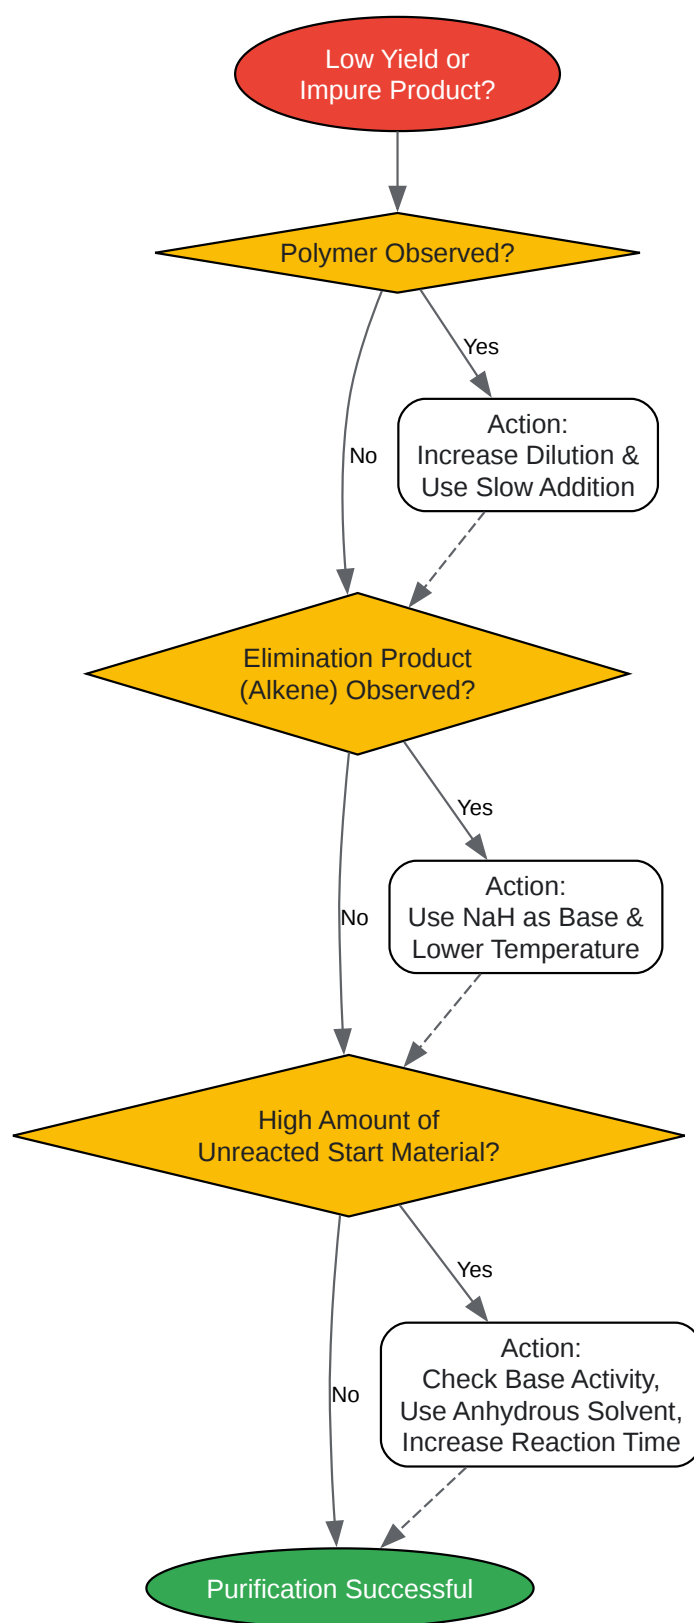 Low Yield or
Impure Product?
Polymer Observed?
Yes
Action:
Increase Dilution &
Use Slow Addition
No
Elimination Product
(Alkene) Observed?
Yes
Action:
Use NaH as Base &
Lower Temperature
No
High Amount of
Unreacted Start Material?
Yes
Action:
Check Base Activity,
Use Anhydrous Solvent,
Increase Reaction Time
No
Purification Successful